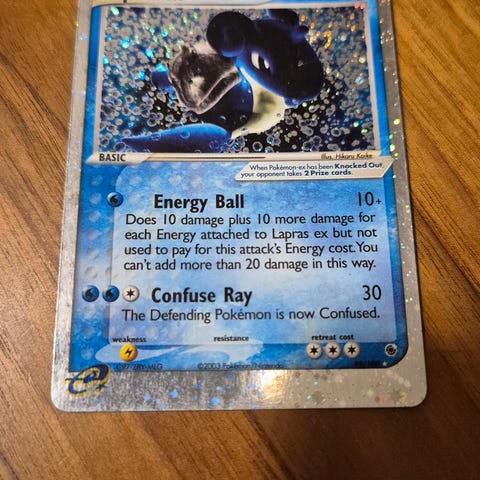 BASIC
Illus. Hikaru Koike
When Pokémon-ex has been Knocked Out,
your opponent takes 2 Prize cards.
Energy Ball 10+
Does 10 damage plus 10 more damage for
each Energy attached to Lapras ex but not
used to pay for this attack's Energy cost. You
can't add more than 20 damage in this way.
Confuse Ray 30
The Defending Pokémon is now Confused.
weakness resistance retreat cost
©2003 Pokémon/Nintendo